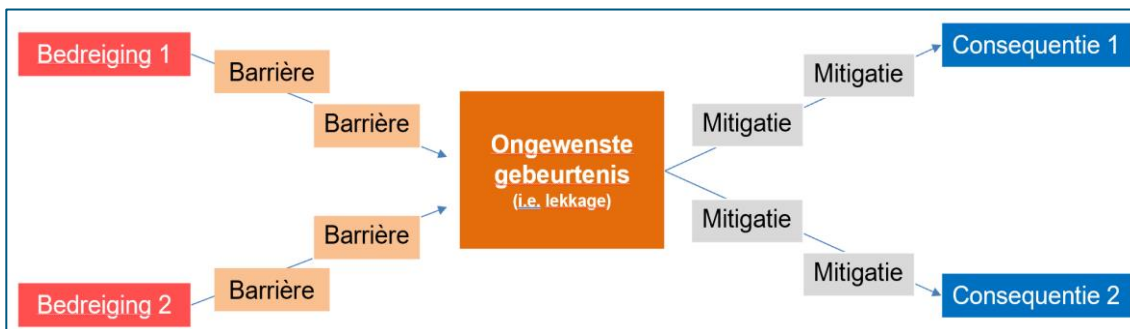 Bedreiging 1
Barrière
Barrière
Bedreiging 2
Barrière
Barrière
Ongewenste
gebeurtenis
(i.e. lekkage)
Mitigatie
Mitigatie
Consequentie 1
Mitigatie
Mitigatie
Consequentie 2